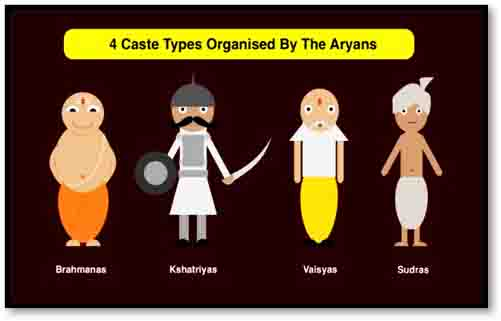 4 Caste Types Organised By The Aryans
Brahmanas
Kshatriyas
Vaisyas
Sudras